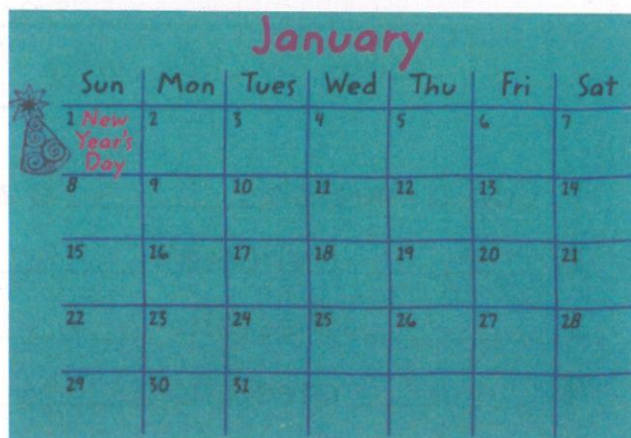 January
Sun Mon Tues Wed Thu Fri Sat
1 New Year's Day 2 3 4 5 6 7
8 9 10 11 12 13 14
15 16 17 18 19 20 21
22 23 24 25 26 27 28
29 30 31